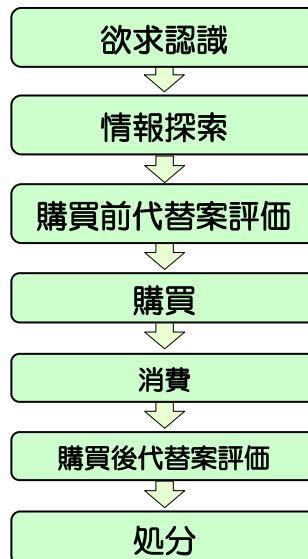 欲求認識
情報探索
購買前代替案評価
購買
消費
購買後代替案評価
処分